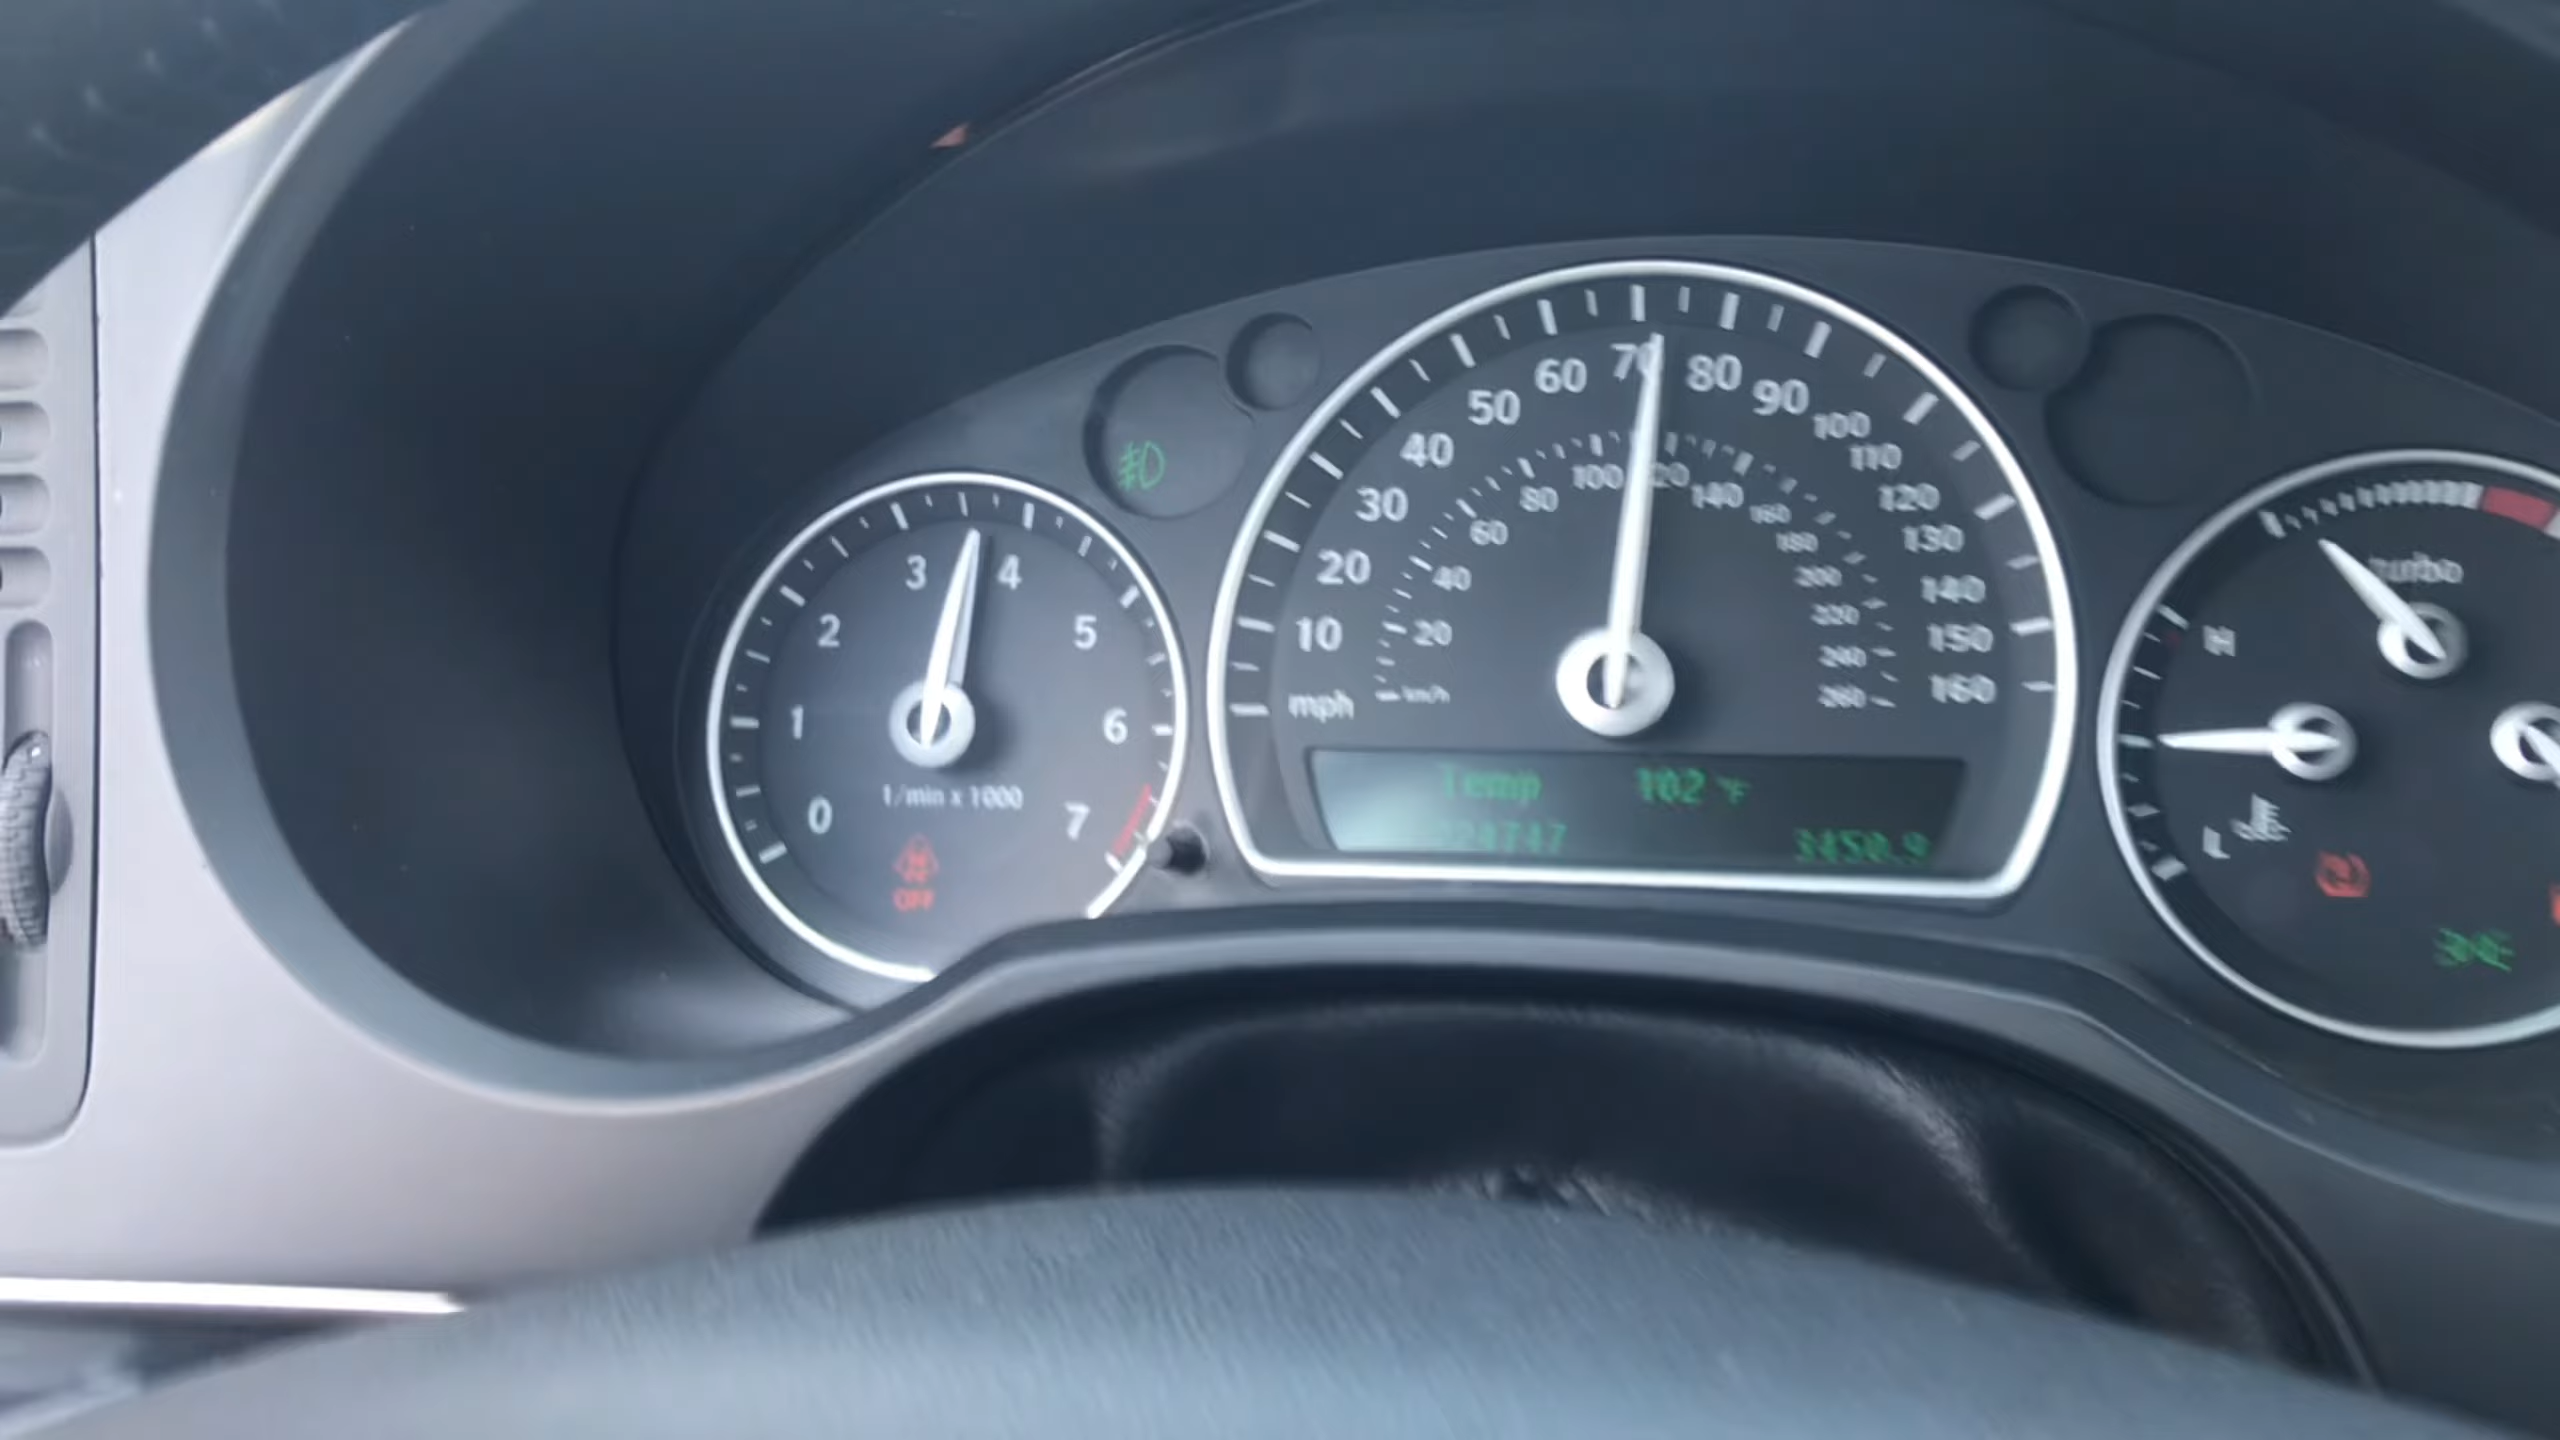 0 1 2 3 4 5 6 7
1/min x 1000
OFF
mph 10 20 30 40 50 60 70 80 90 100 110 120 130 140 150 160
km/h 20 40 60 80 100 120 140 160 180 200 220 240 260
Temp 102 °F
turbo
H
L